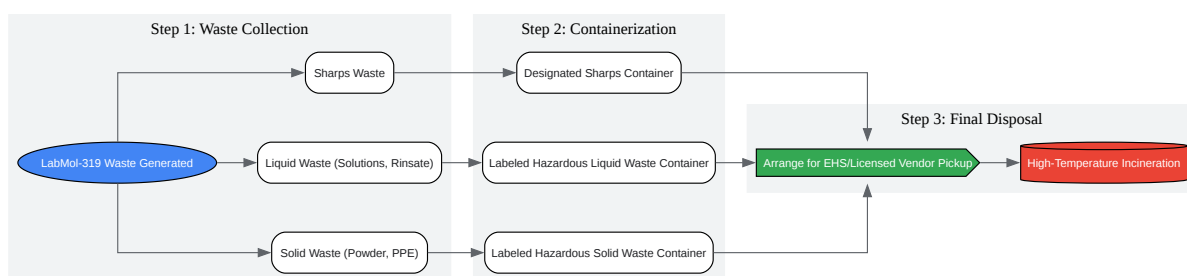 Step 1: Waste Collection
Step 2: Containerization
Sharps Waste
Designated Sharps Container
Step 3: Final Disposal
LabMol-319 Waste Generated
Liquid Waste (Solutions, Rinsate)
Labeled Hazardous Liquid Waste Container
Arrange for EHS/Licensed Vendor Pickup
High-Temperature Incineration
Solid Waste (Powder, PPE)
Labeled Hazardous Solid Waste Container